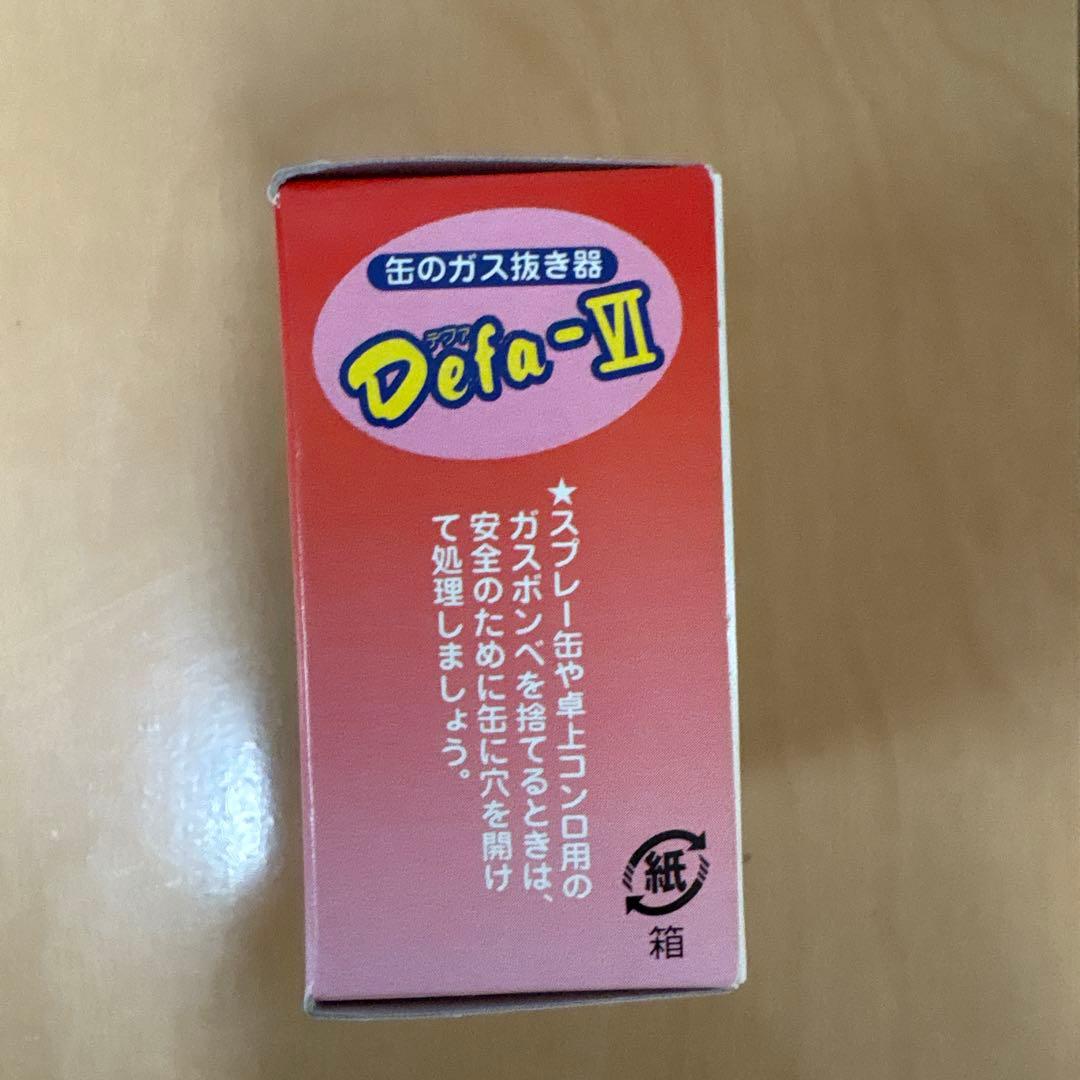 缶のガス抜き器
デファ
Defa-Ⅵ
★スプレー缶や卓上コンロ用の
ガスボンベを捨てるときは、
安全のために缶に穴を開け
て処理しましょう。
紙
箱